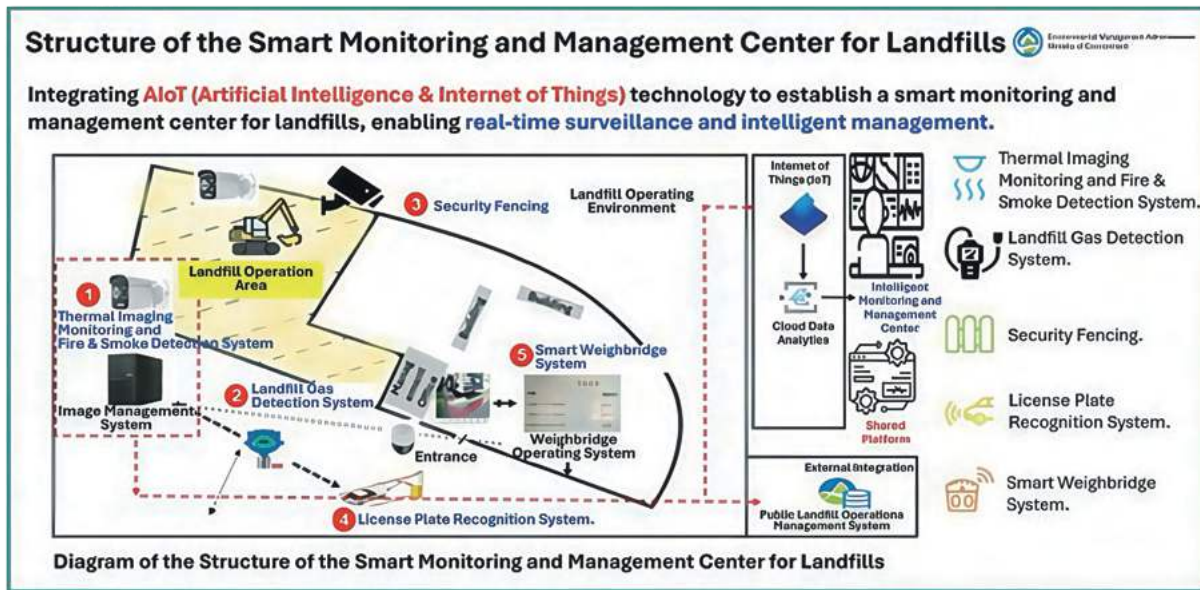 Structure of the Smart Monitoring and Management Center for Landfills
Integrating AIoT (Artificial Intelligence & Internet of Things) technology to establish a smart monitoring and
management center for landfills, enabling real-time surveillance and intelligent management.
3 Security Fencing
Landfill Operating
Environment
Landfill Operation
Area
1
Thermal Imaging
Monitoring and
Fire & Smoke Detection System
Image Management
System
2 Landfill Gas
Detection System
5 Smart Weighbridge
System
Weighbridge
Operating System
Entrance
4 License Plate Recognition System.
Internet of
Things (IoT)
Cloud Data
Analytics
Intelligent
Monitoring and
Management
Center
Shared
Platform
External Integration
Public Landfill Operationa
Management System
Thermal Imaging
Monitoring and Fire &
Smoke Detection System.
Landfill Gas Detection
System.
Security Fencing.
License Plate
Recognition System.
Smart Weighbridge
System.
Diagram of the Structure of the Smart Monitoring and Management Center for Landfills